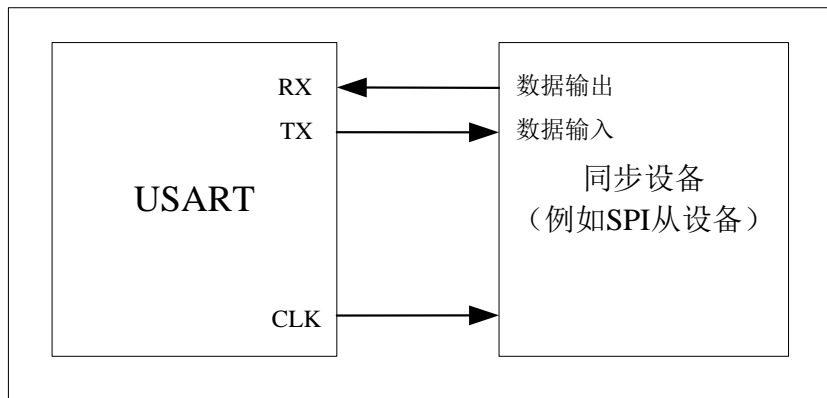 RX
数据输出
TX
数据输入
USART
同步设备
（例如SPI从设备）
CLK